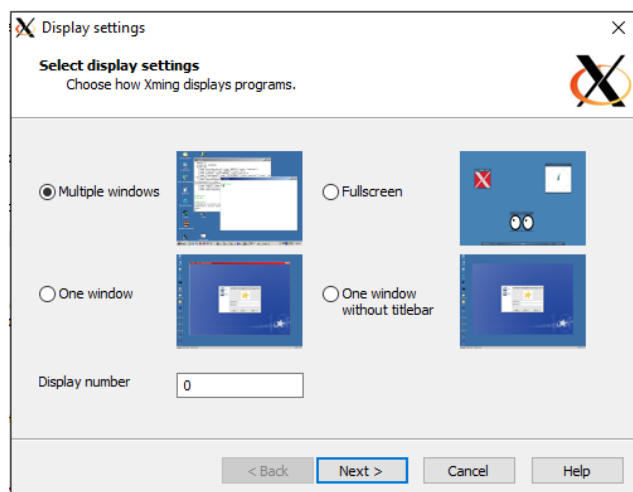 Display settings
Select display settings
Choose how Xming displays programs.
Multiple windows
Fullscreen
One window
One window
without titlebar
Display number
0
< Back
Next >
Cancel
Help